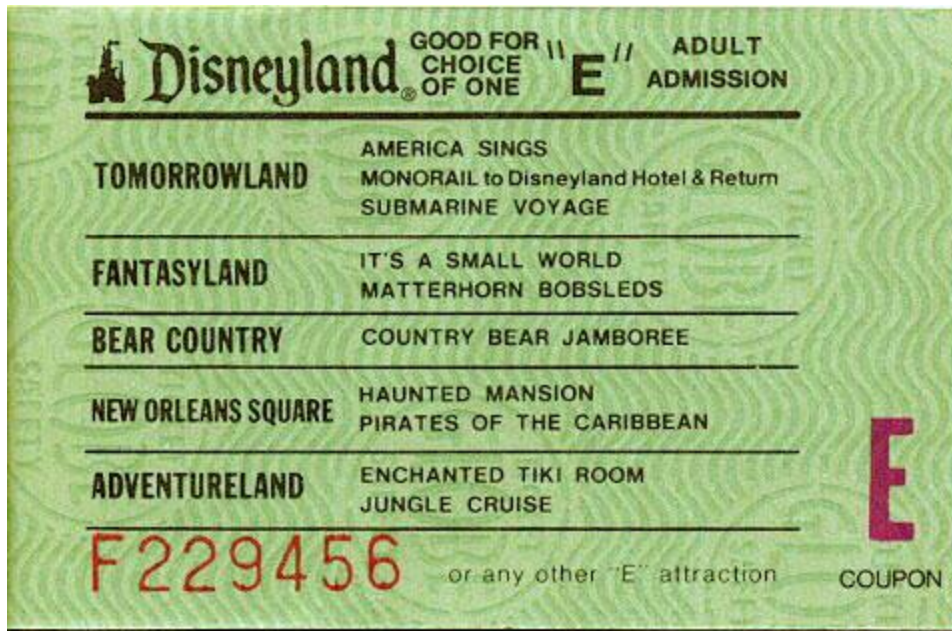 Disneyland® GOOD FOR CHOICE OF ONE "E" ADULT ADMISSION
TOMORROWLAND
AMERICA SINGS
MONORAIL to Disneyland Hotel & Return
SUBMARINE VOYAGE
FANTASYLAND
IT'S A SMALL WORLD
MATTERHORN BOBSLEDS
BEAR COUNTRY
COUNTRY BEAR JAMBOREE
NEW ORLEANS SQUARE
HAUNTED MANSION
PIRATES OF THE CARIBBEAN
ADVENTURELAND
ENCHANTED TIKI ROOM
JUNGLE CRUISE
F229456
or any other "E" attraction
E
COUPON